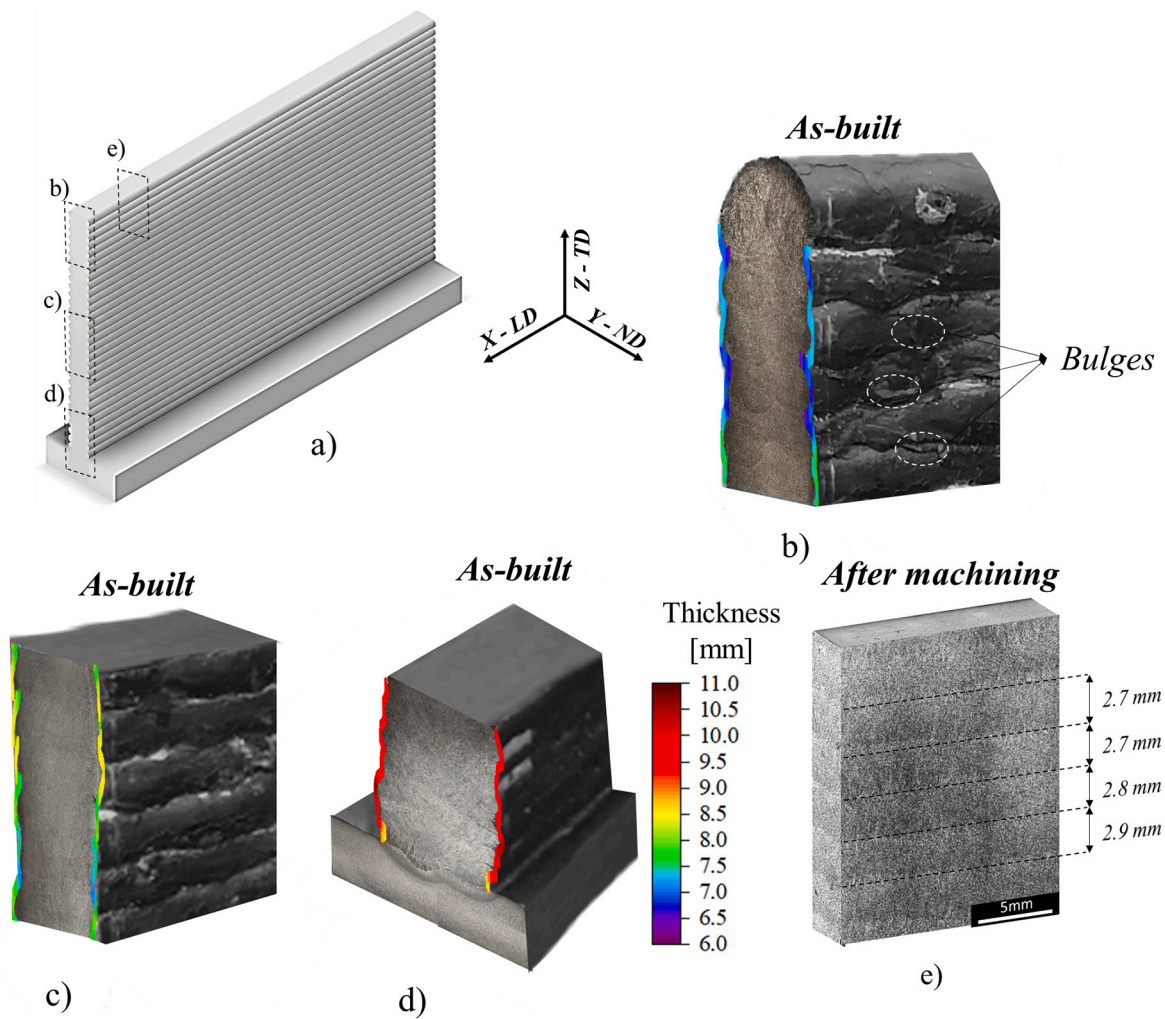 e)
b)
c)
d)
a)
Z - TD
X - LD
Y - ND
As-built
Bulges
b)
As-built
c)
As-built
d)
Thickness
[mm]
11.0
10.5
10.0
9.5
9.0
8.5
8.0
7.5
7.0
6.5
6.0
After machining
2.7 mm
2.7 mm
2.8 mm
2.9 mm
5mm
e)